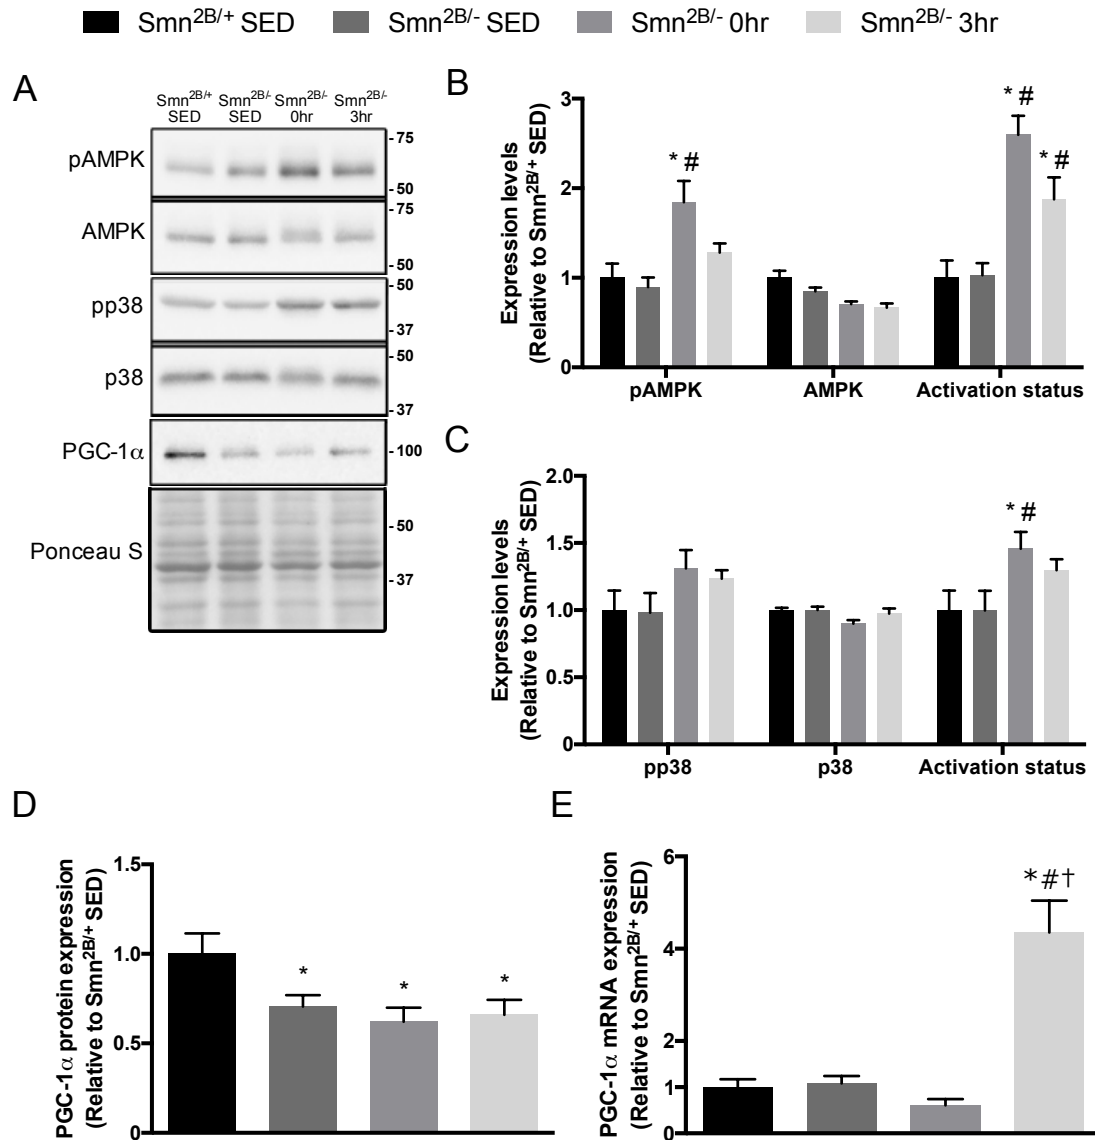 Smn2B/+ SED Smn2B/- SED Smn2B/- 0hr Smn2B/- 3hr
A
Smn2B/+ SED
Smn2B/- SED
Smn2B/- 0hr
Smn2B/- 3hr
pAMPK
- 75
- 50
AMPK
- 75
- 50
pp38
- 50
- 37
p38
- 50
- 37
PGC-1α
- 100
Ponceau S
- 50
- 37
B
Expression levels
(Relative to Smn2B/+ SED)
3
2
1
0
* #
* #
* #
pAMPK AMPK Activation status
C
Expression levels
(Relative to Smn2B/+ SED)
2.0
1.5
1.0
0.5
0
* #
pp38 p38 Activation status
D
PGC-1α protein expression
(Relative to Smn2B/+ SED)
1.5
1.0
0.5
0
*
*
*
E
PGC-1α mRNA expression
(Relative to Smn2B/+ SED)
6
4
2
1
0
*#†